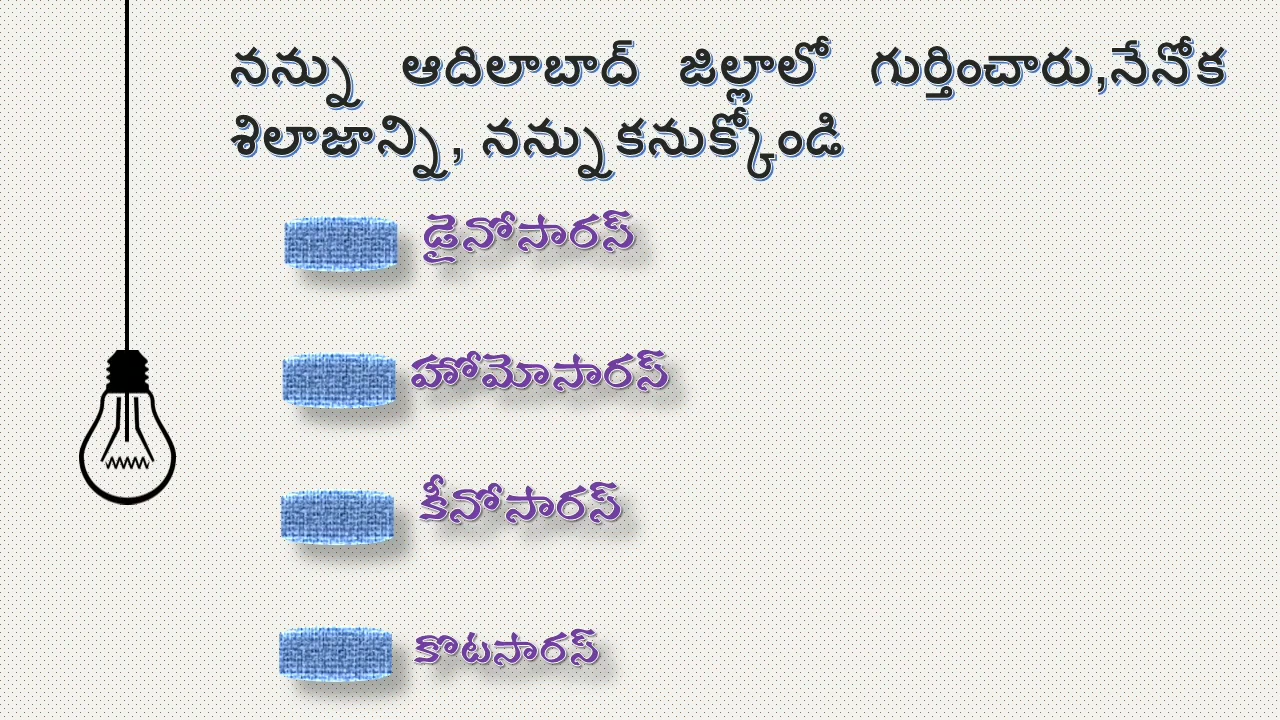 నన్ను ఆదిలాబాద్ జిల్లాలో గుర్తించారు,నేనోక
శిలాజాన్ని, నన్ను కనుక్కోండి
డైనోసారస్
హోమోసారస్
కీనోసారస్
కొటసారస్